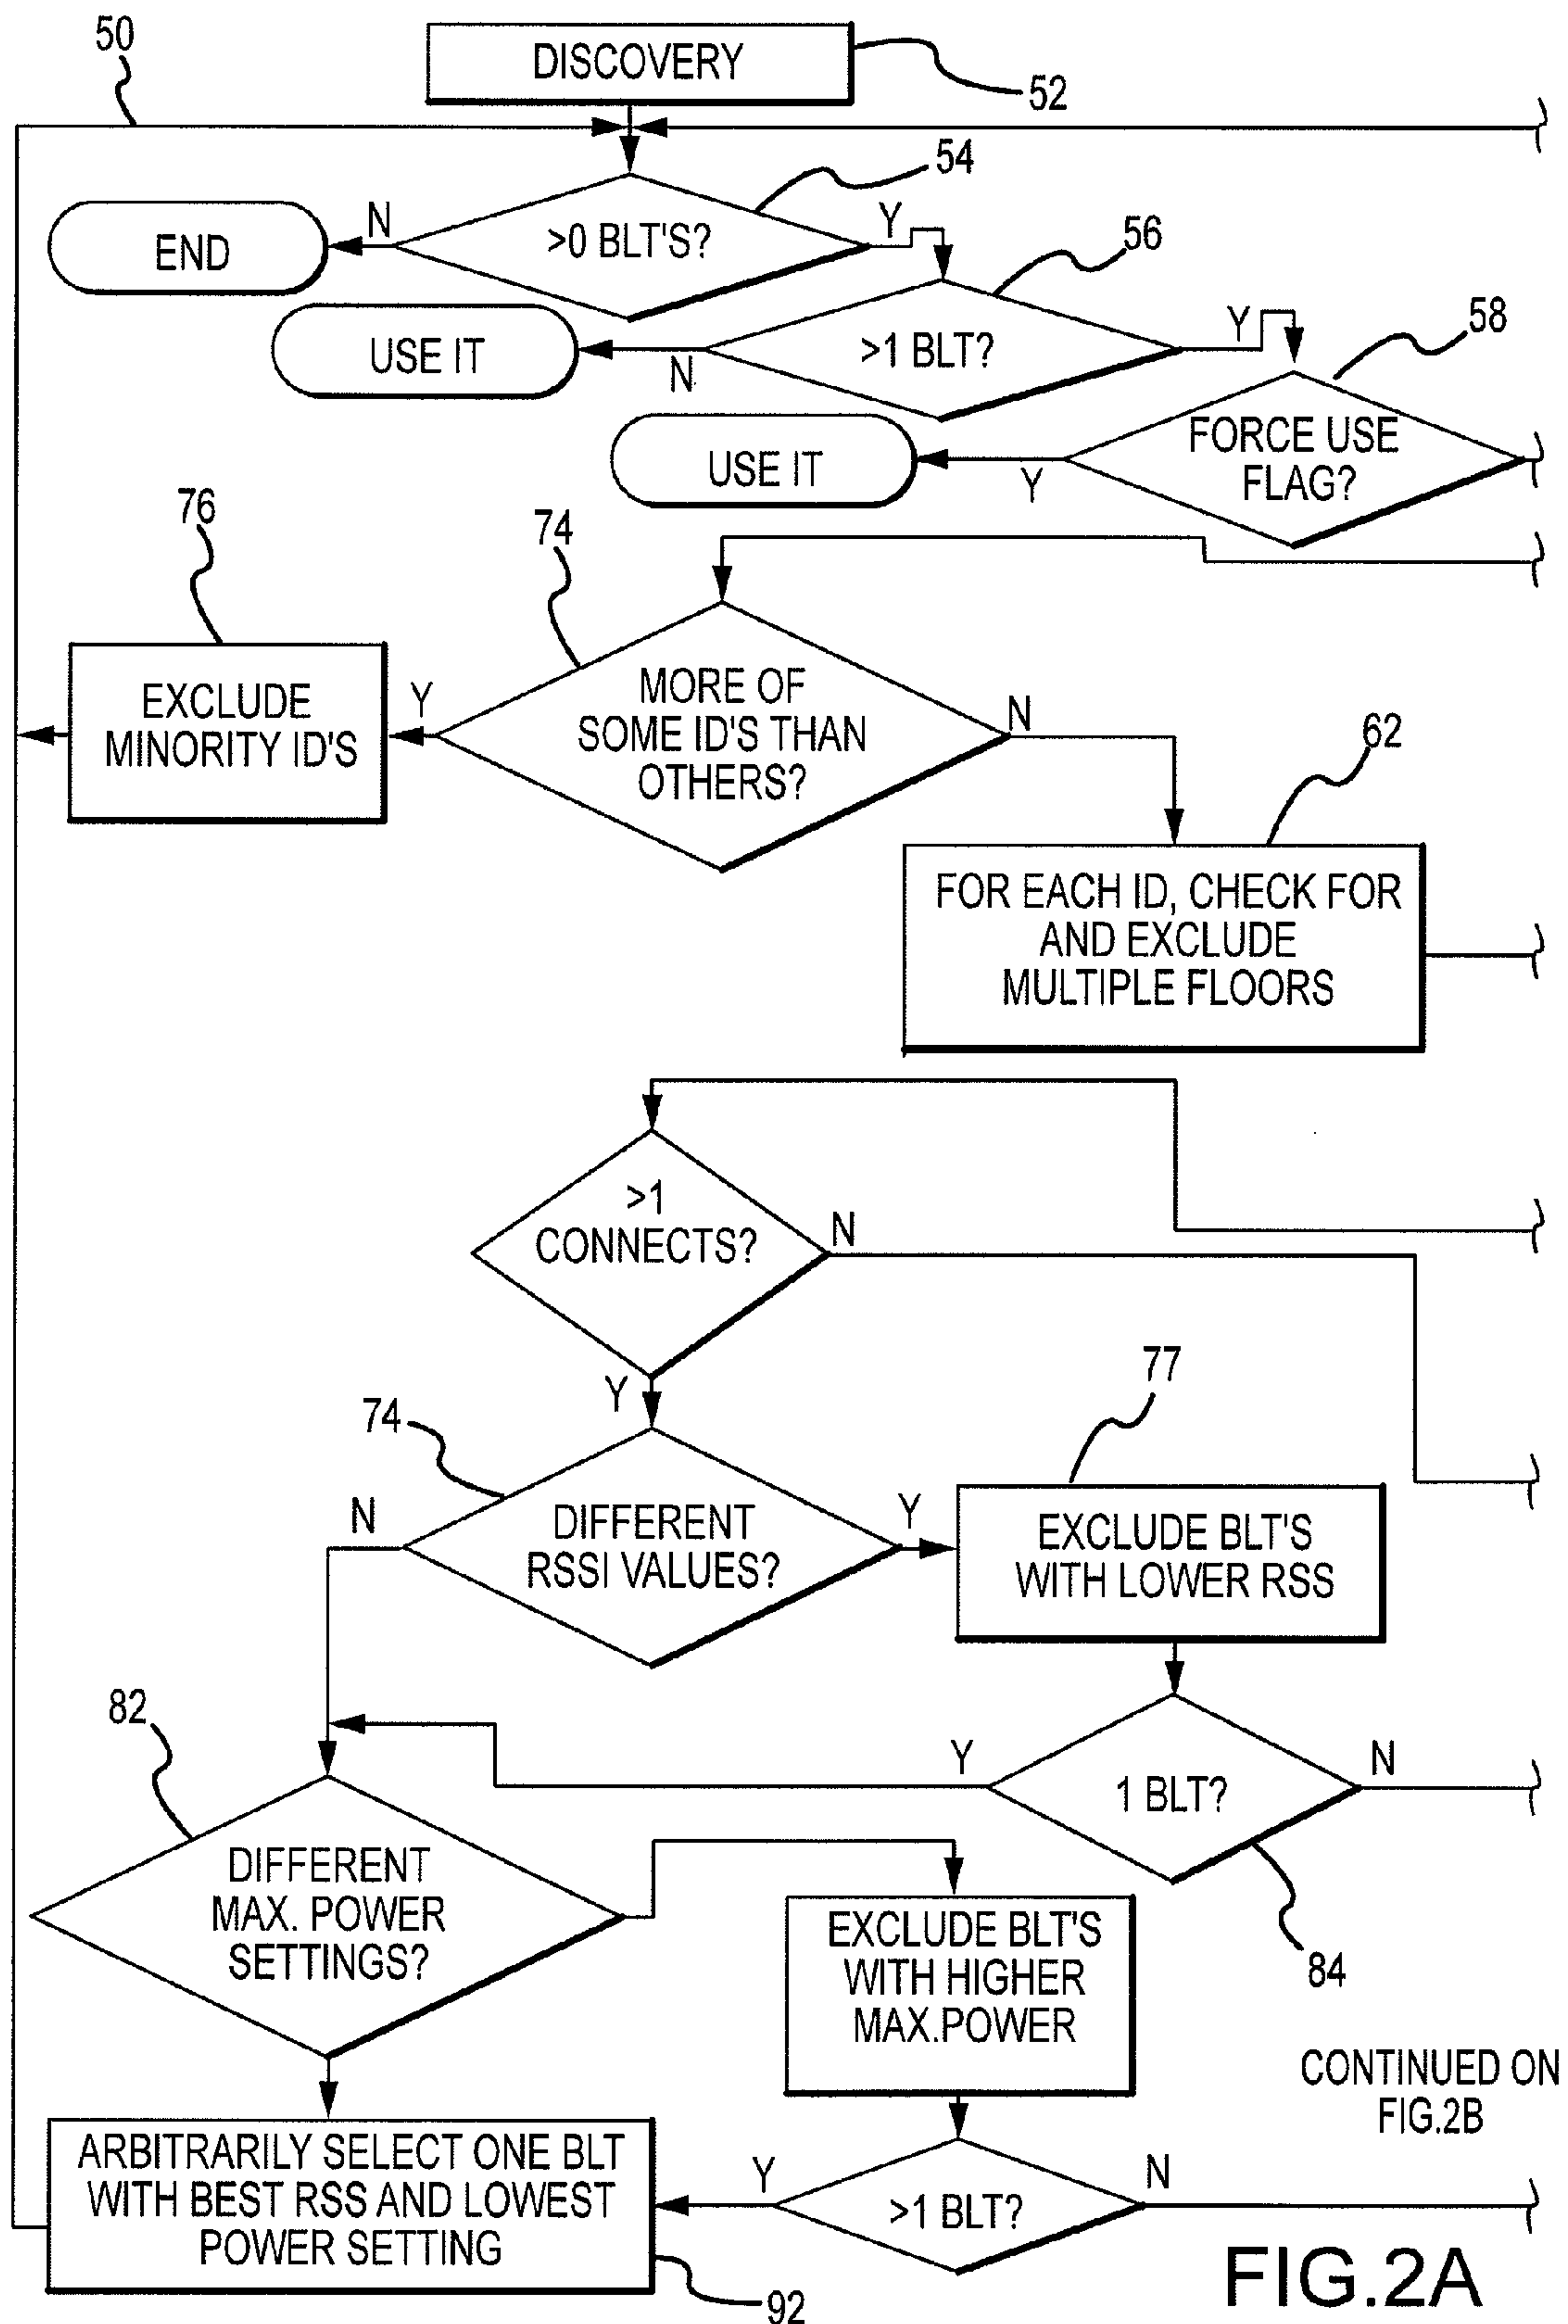 50
DISCOVERY
52
54
N
>0 BLT'S?
Y
END
56
USE IT
N
>1 BLT?
Y
58
USE IT
Y
FORCE USE
FLAG?
76
74
EXCLUDE
MINORITY ID'S
Y
MORE OF
SOME ID'S THAN
OTHERS?
N
62
FOR EACH ID, CHECK FOR
AND EXCLUDE
MULTIPLE FLOORS
>1
CONNECTS?
N
Y
77
74
N
DIFFERENT
RSSI VALUES?
Y
EXCLUDE BLT'S
WITH LOWER RSS
82
Y
1 BLT?
N
84
DIFFERENT
MAX. POWER
SETTINGS?
EXCLUDE BLT'S
WITH HIGHER
MAX.POWER
CONTINUED ON
FIG.2B
ARBITRARILY SELECT ONE BLT
WITH BEST RSS AND LOWEST
POWER SETTING
Y
>1 BLT?
N
92
FIG.2A